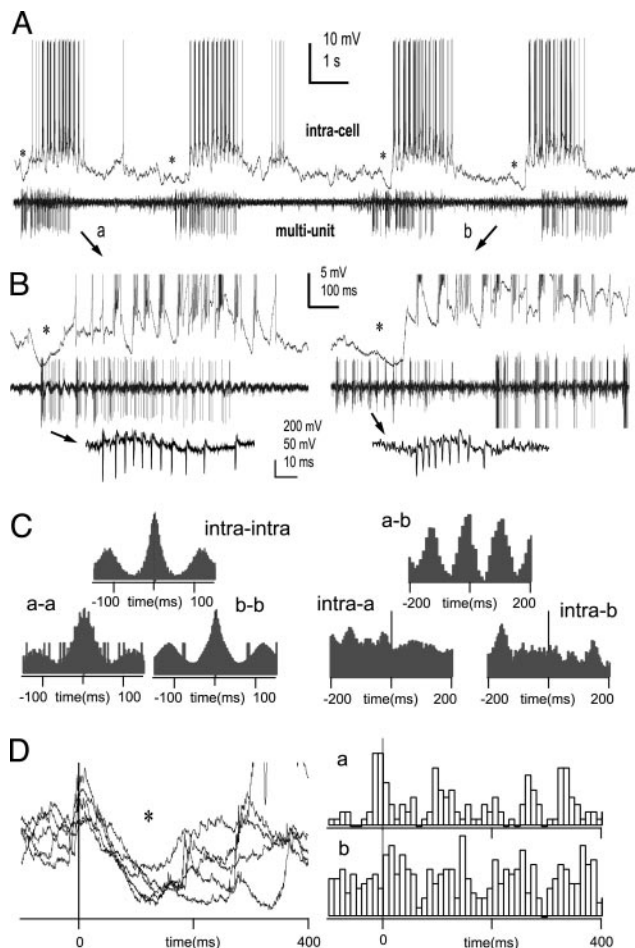 A
10 mV
1 s
* intra-cell * * *
a multi-unit b
B
5 mV
100 ms
* *
200 mV
50 mV
10 ms
C
intra-intra
-100 time(ms) 100
a-a
-100 time(ms) 100
b-b
-100 time(ms) 100
a-b
-200 time(ms) 200
intra-a
-200 time(ms) 200
intra-b
-200 time(ms) 200
D
*
0 time(ms) 400
a
b
0 time(ms) 400